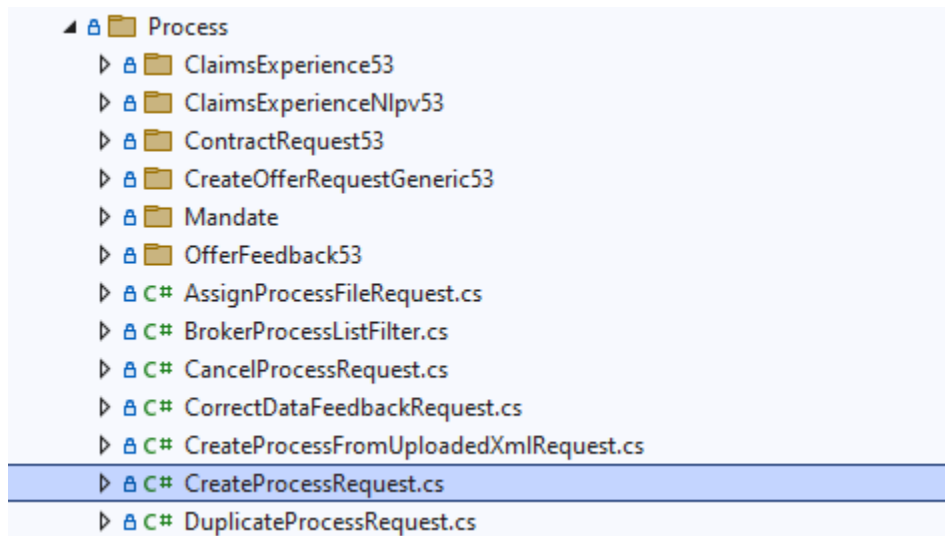 Process
ClaimsExperience53
ClaimsExperienceNlpv53
ContractRequest53
CreateOfferRequestGeneric53
Mandate
OfferFeedback53
C# AssignProcessFileRequest.cs
C# BrokerProcessListFilter.cs
C# CancelProcessRequest.cs
C# CorrectDataFeedbackRequest.cs
C# CreateProcessFromUploadedXmlRequest.cs
C# CreateProcessRequest.cs
C# DuplicateProcessRequest.cs